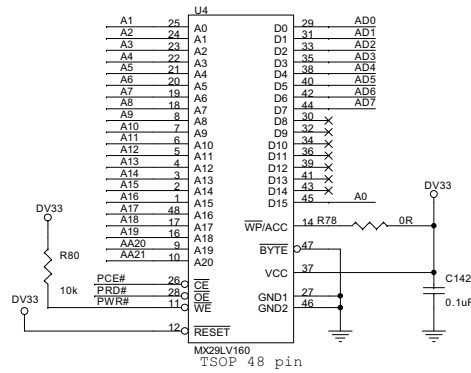 U4
A1 25 A0 D0 29 AD0
A2 24 A1 D1 31 AD1
A3 23 A2 D2 33 AD2
A4 22 A3 D3 35 AD3
A5 21 A4 D4 38 AD4
A6 20 A5 D5 40 AD5
A7 19 A6 D6 42 AD6
A8 18 A7 D7 44 AD7
A9 8 A8 D8 30
A10 7 A9 D9 32
A11 6 A10 D10 34
A12 5 A11 D11 36
A13 4 A12 D12 39
A14 3 A13 D13 41
A15 2 A14 D14 43
A16 1 A15 D15 45 A0
A17 48 A16
A18 17 A17 WP/ACC 14 R78 0R
A19 16 A18
AA20 9 A19 BYTE 47
AA21 10 A20
DV33
DV33
R80
10k
VCC 37
C142
0.1uF
PCE# 26 CE
PRD# 28 OE GND1 27
PWR# 11 WE GND2 46
DV33
12 RESET
MX29LV160
TSOP 48 pin